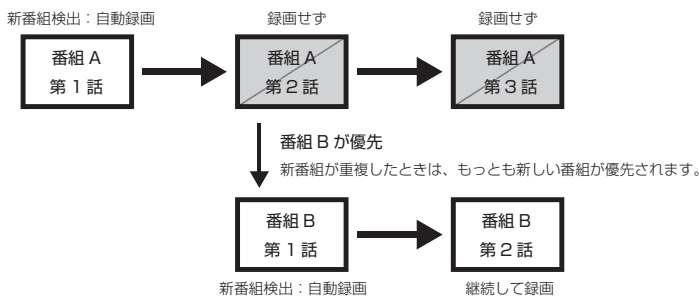 新番組検出：自動録画
録画せず
録画せず
番組 A
第 1 話
番組 A
第 2 話
番組 A
第 3 話
番組 B が優先
新番組が重複したときは、もっとも新しい番組が優先されます。
番組 B
第 1 話
番組 B
第 2 話
新番組検出：自動録画
継続して録画